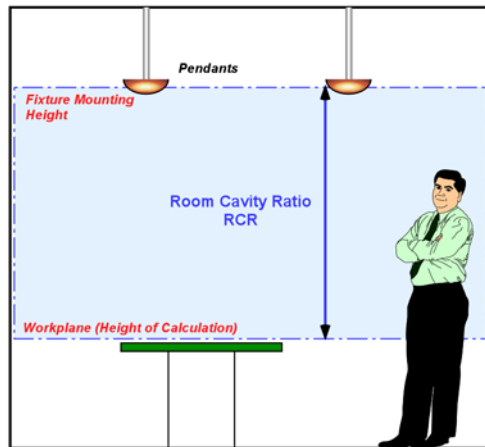 Pendants
Fixture Mounting
Height
Room Cavity Ratio
RCR
Workplane (Height of Calculation)